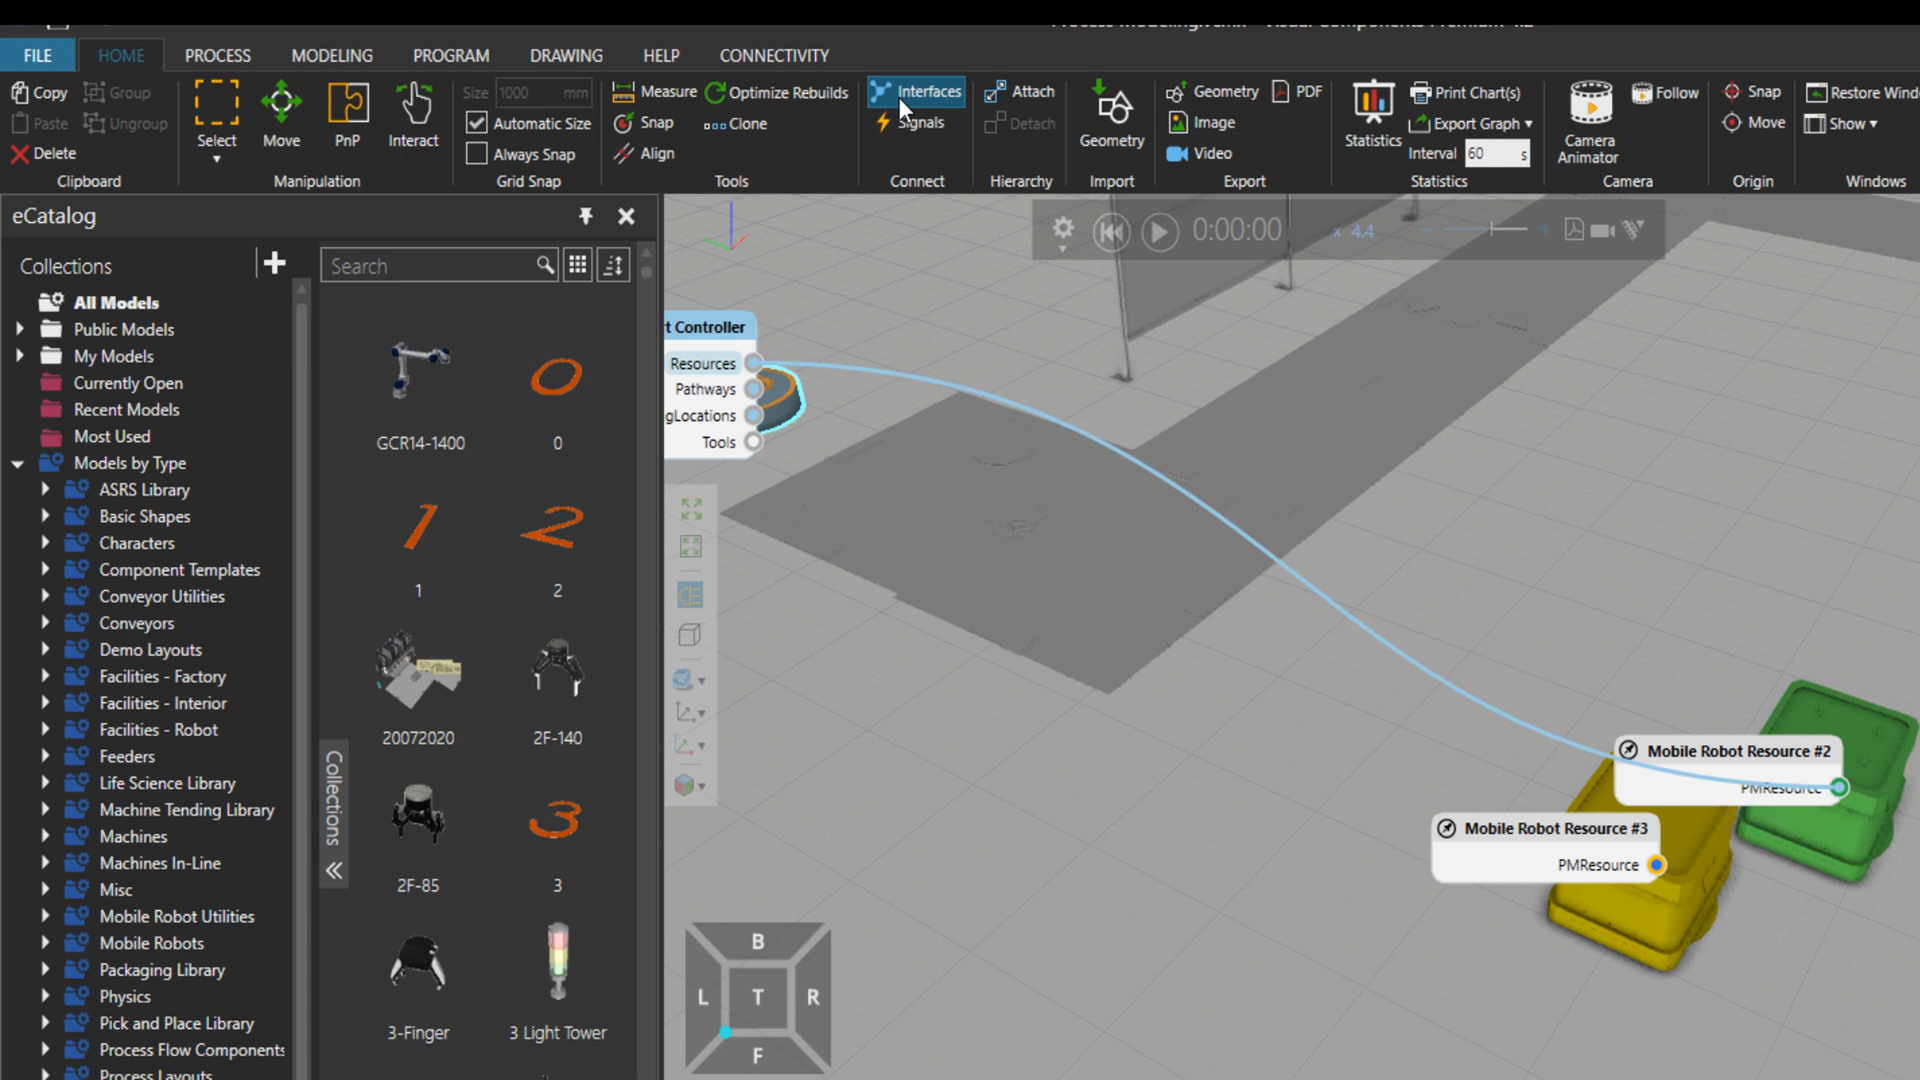 FILE HOME PROCESS MODELING PROGRAM DRAWING HELP CONNECTIVITY
Copy Group Size 1000 mm Measure Optimize Rebuilds Interfaces Attach Geometry PDF Print Chart(s) Follow Snap Restore Windo
Paste Ungroup Automatic Size Snap Clone Signals Detach Image Export Graph Move Show
Select Move PnP Interact Geometry Statistics Camera Animator
Delete Always Snap Align Video Interval 60 s
Clipboard Manipulation Grid Snap Tools Connect Hierarchy Import Export Statistics Camera Origin Windows
eCatalog
0:00:00 x 4.4
Collections
Search
All Models
Public Models
My Models
Currently Open
Recent Models
Most Used
Models by Type
ASRS Library
Basic Shapes
Characters
Component Templates
Conveyor Utilities
Conveyors
Demo Layouts
Facilities - Factory
Facilities - Interior
Facilities - Robot
Feeders
Life Science Library
Machine Tending Library
Machines
Machines In-Line
Misc
Mobile Robot Utilities
Mobile Robots
Packaging Library
Physics
Pick and Place Library
Process Flow Components
Process Layouts
Collections
GCR14-1400 0
1 2
20072020 2F-140
2F-85 3
3-Finger 3 Light Tower
t Controller
Resources
Pathways
gLocations
Tools
Mobile Robot Resource #2
PMResource
Mobile Robot Resource #3
PMResource
B
L T R
F